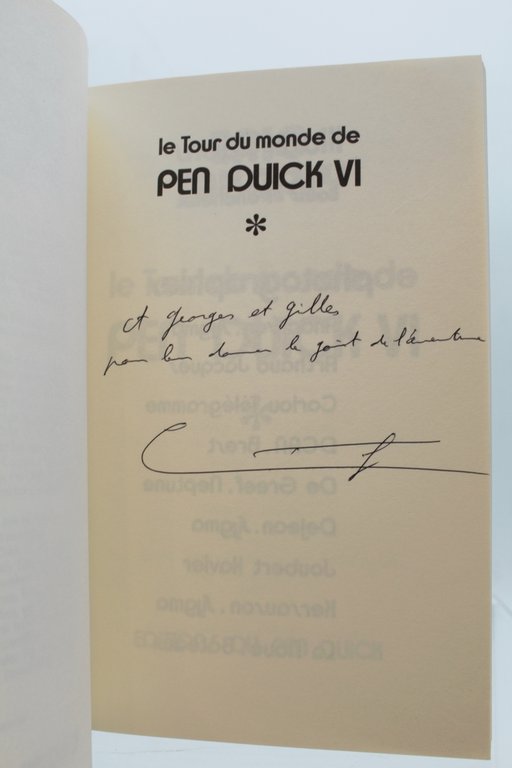 le Tour du monde de
PEN DUICK VI
*
A Georges et Gilles
pour leur donner le goût de l'aventure